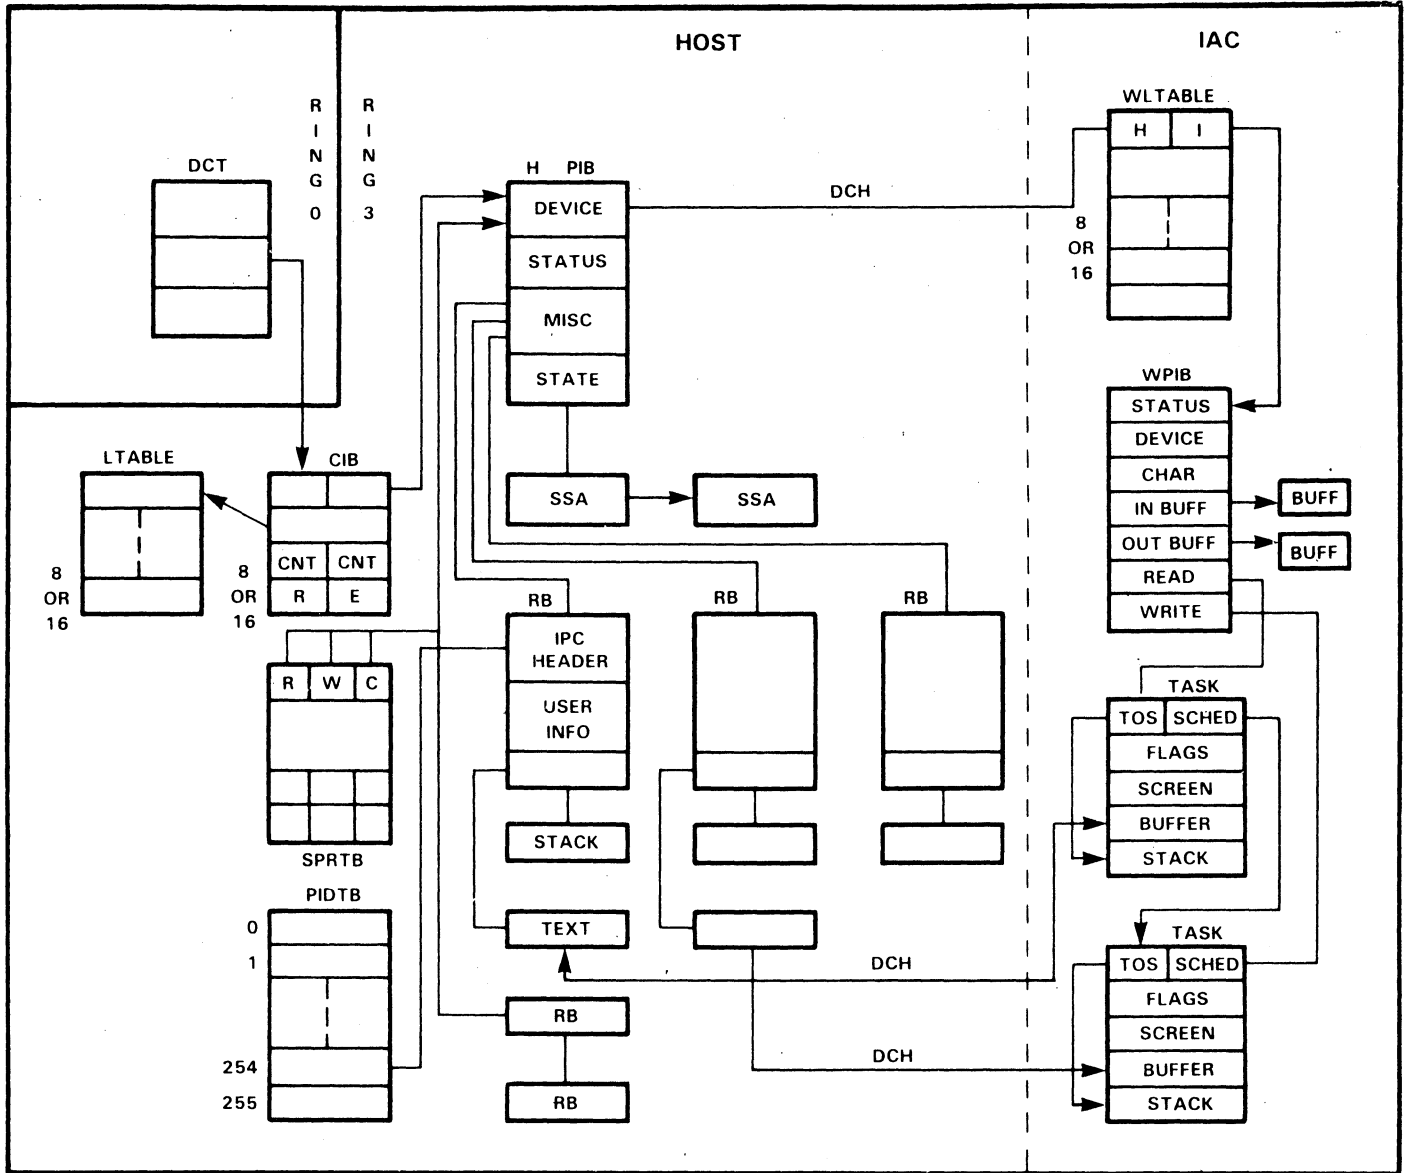 HOST
IAC
RING 0
RING 3
DCT
H PIB
DEVICE
STATUS
MISC
STATE
DCH
WLTABLE
H I
8
OR
16
WPIB
STATUS
DEVICE
CHAR
IN BUFF
OUT BUFF
READ
WRITE
BUFF
BUFF
LTABLE
8
OR
16
CIB
CNT CNT
R E
8
OR
16
SSA
SSA
R W C
SPRTB
RB
IPC
HEADER
USER
INFO
STACK
TEXT
RB
RB
RB
RB
PIDTB
0
1
254
255
DCH
DCH
TASK
TOS SCHED
FLAGS
SCREEN
BUFFER
STACK
TASK
TOS SCHED
FLAGS
SCREEN
BUFFER
STACK